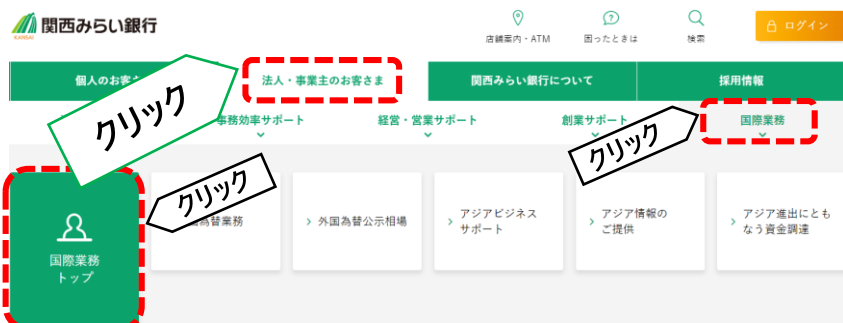 関西みらい銀行
KANSAI
店舗案内・ATM
困ったときは
検索
ログイン
個人のお客さ
法人・事業主のお客さま
関西みらい銀行について
採用情報
クリック
事務効率サポート
経営・営業サポート
創業サポート
国際業務
クリック
クリック
国際業務
トップ
為替業務
外国為替公示相場
アジアビジネス
サポート
アジア情報の
ご提供
アジア進出にとも
なう資金調達